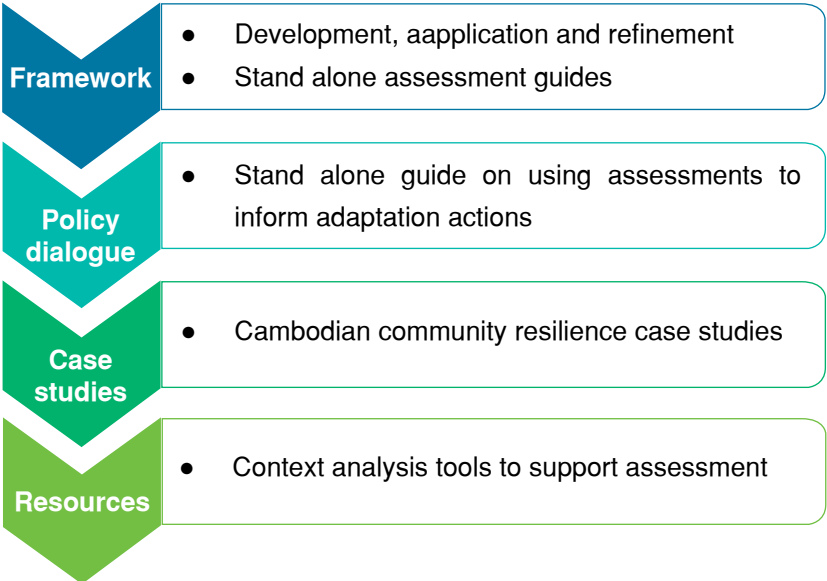 Framework
● Development, aapplication and refinement
● Stand alone assessment guides
Policy
dialogue
● Stand alone guide on using assessments to
inform adaptation actions
Case
studies
● Cambodian community resilience case studies
Resources
● Context analysis tools to support assessment